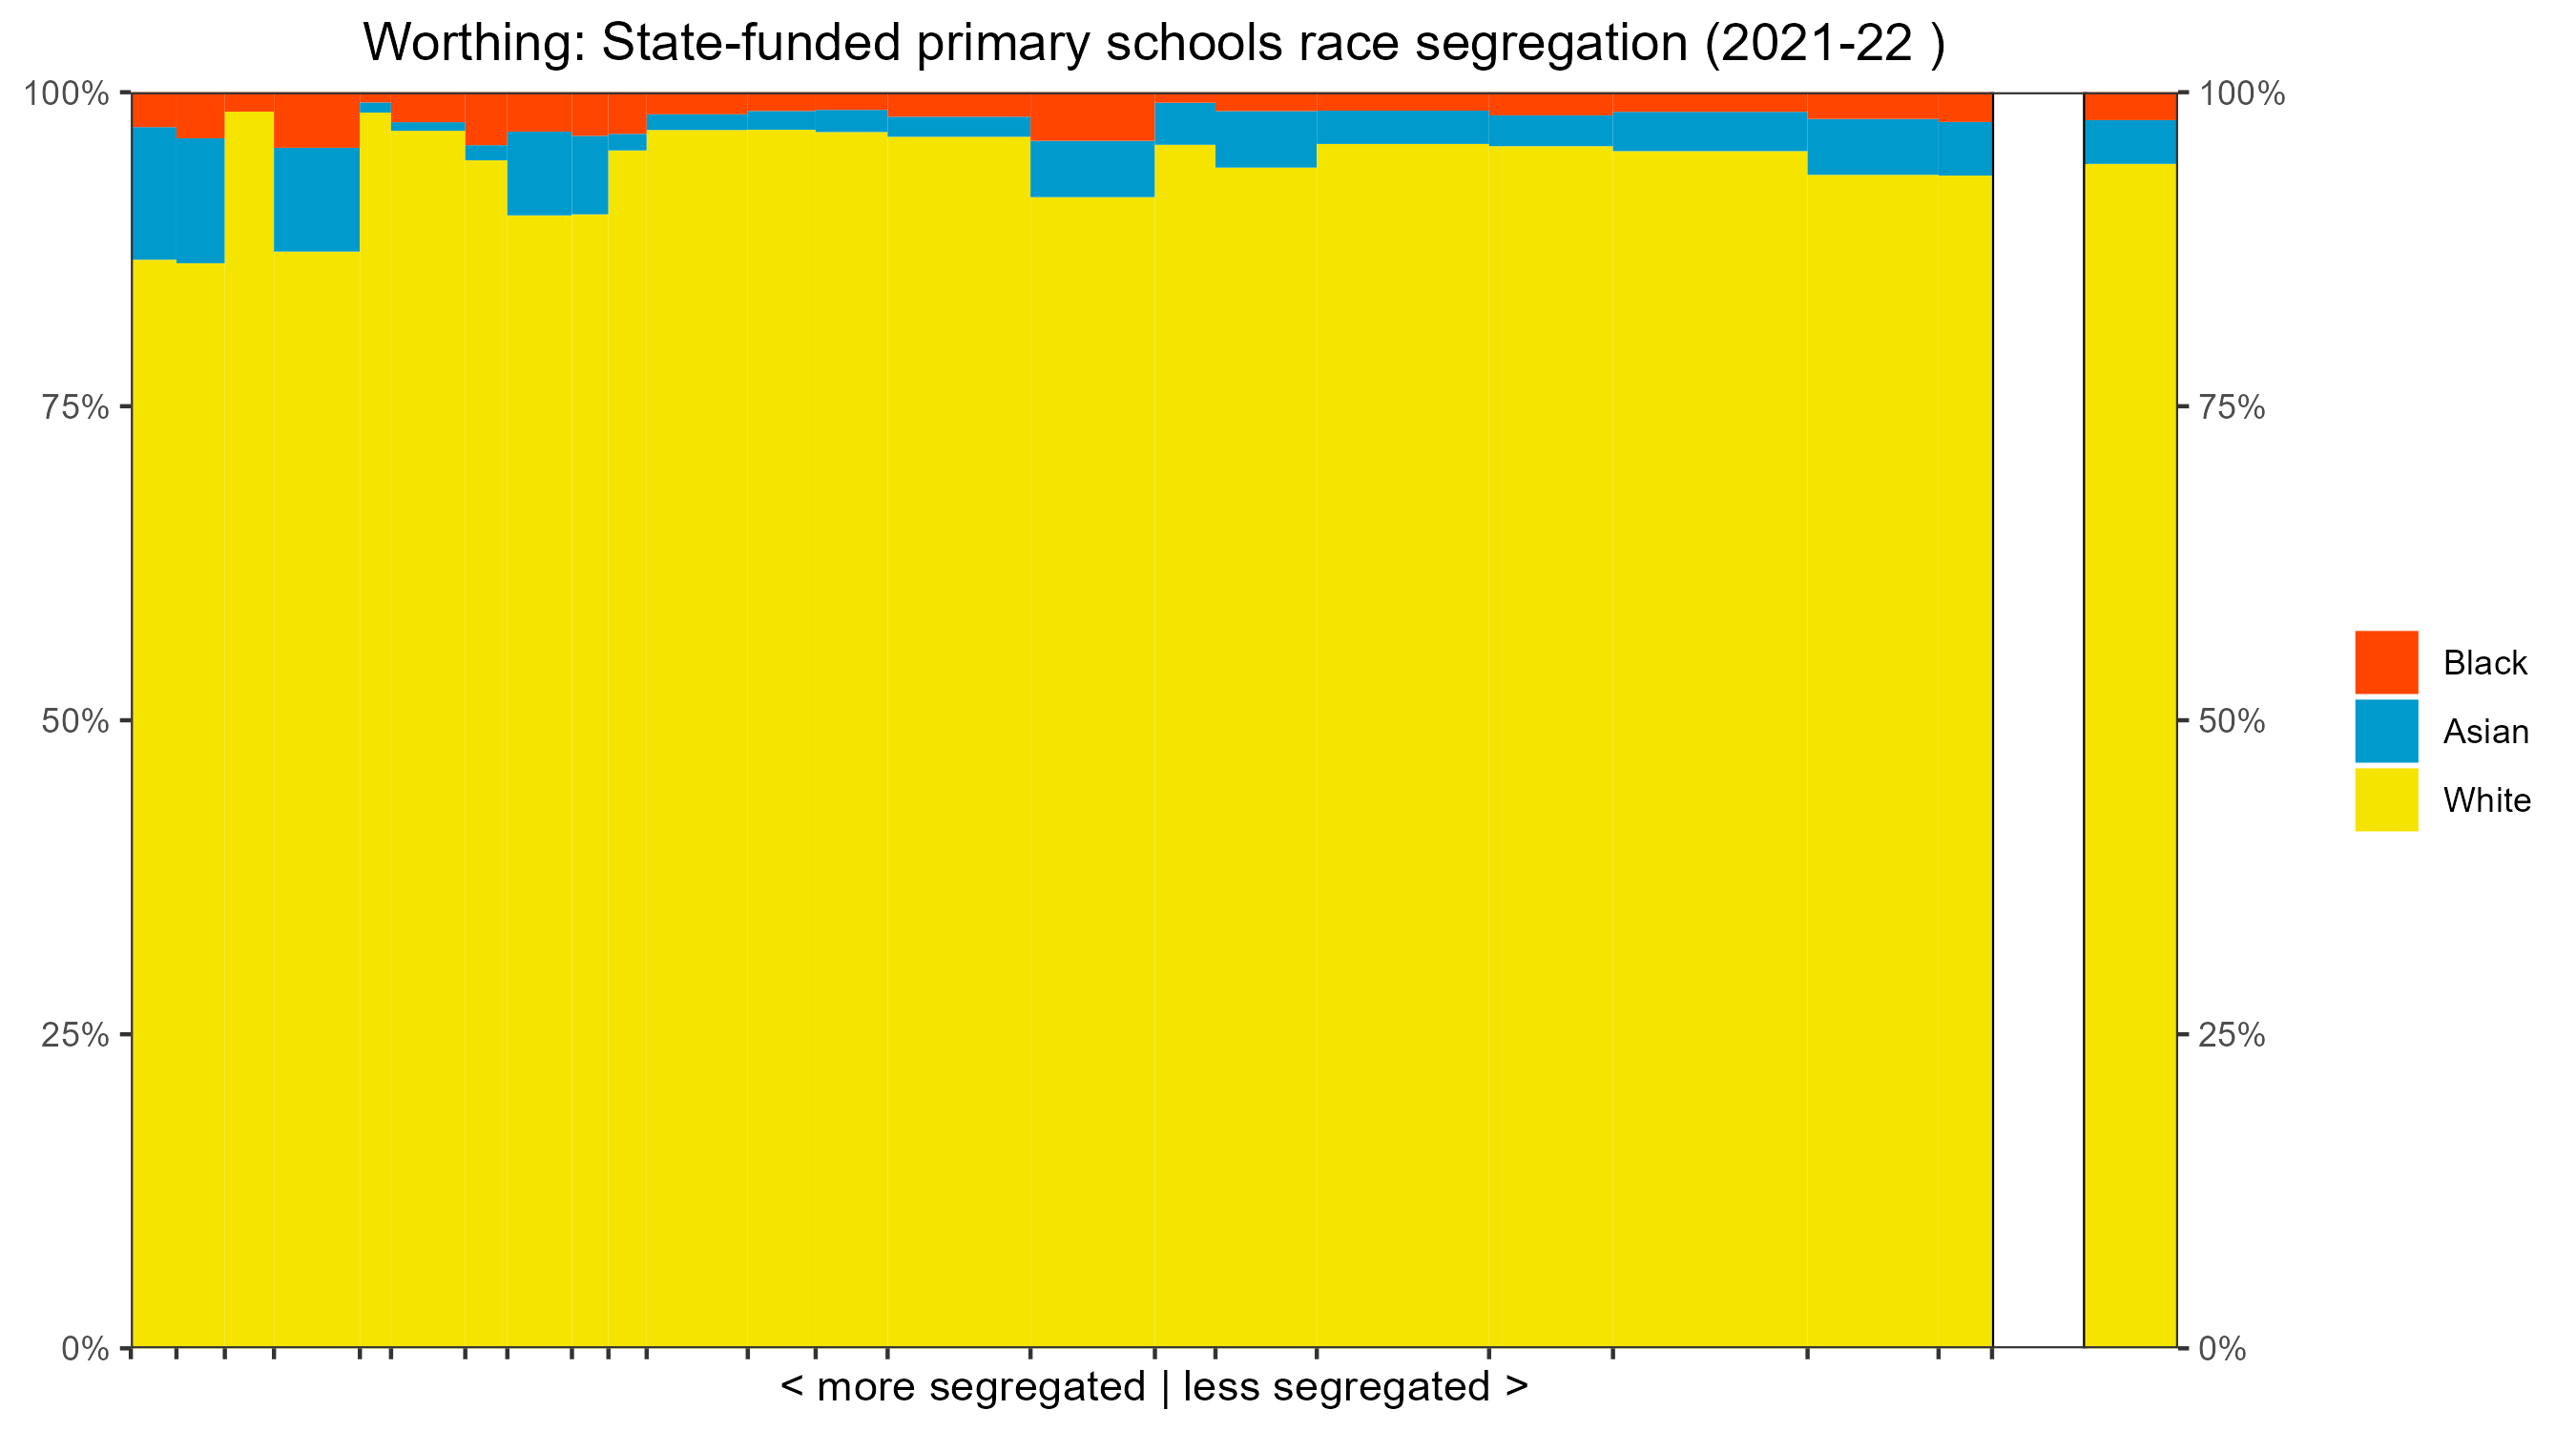 Worthing: State-funded primary schools race segregation (2021-22 )
100%
75%
50%
25%
0%
100%
75%
50%
25%
0%
Black
Asian
White
< more segregated | less segregated >